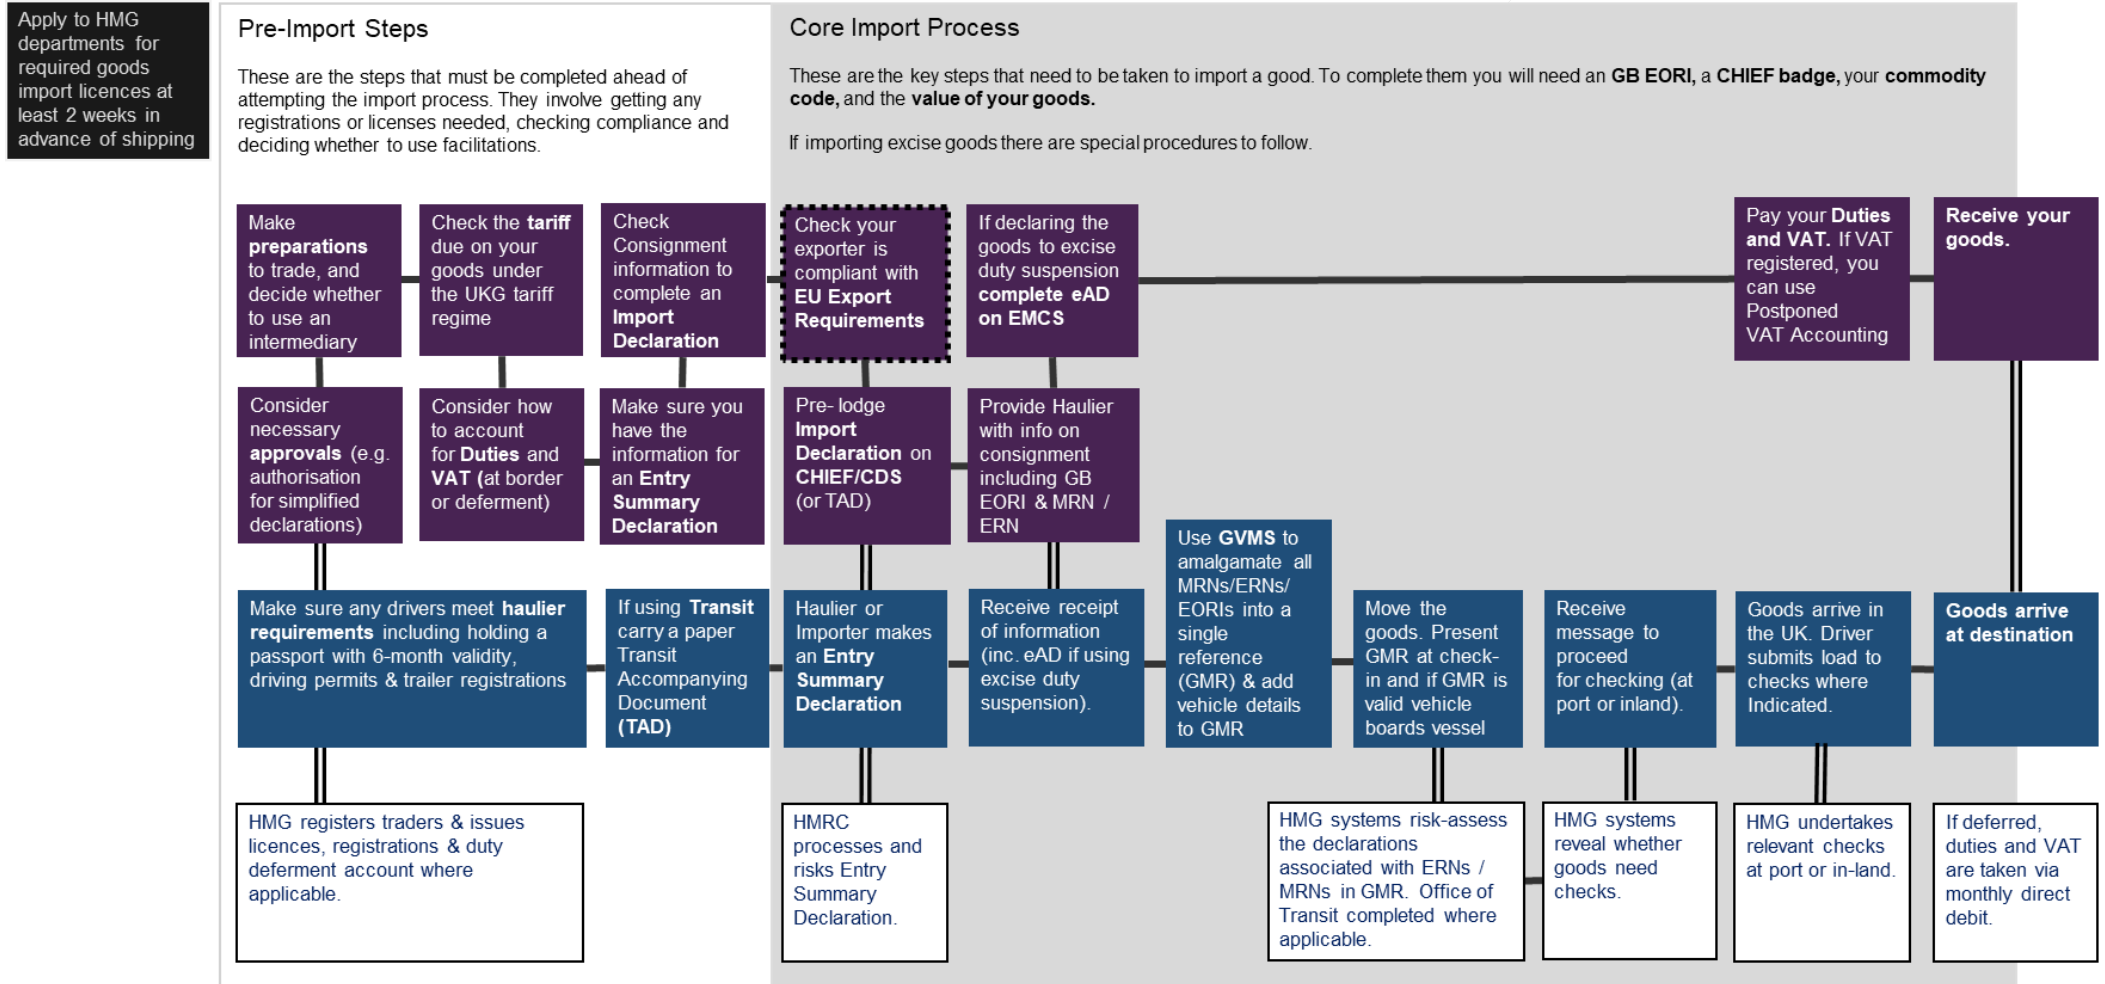 Apply to HMG
departments for
required goods
import licences at
least 2 weeks in
advance of shipping
Pre-Import Steps
These are the steps that must be completed ahead of
attempting the import process. They involve getting any
registrations or licenses needed, checking compliance and
deciding whether to use facilitations.
Core Import Process
These are the key steps that need to be taken to import a good. To complete them you will need an GB EORI, a CHIEF badge, your commodity
code, and the value of your goods.
If importing excise goods there are special procedures to follow.
Make
preparations
to trade, and
decide whether
to use an
intermediary
Check the tariff
due on your
goods under
the UKG tariff
regime
Check
Consignment
information to
complete an
Import
Declaration
Check your
exporter is
compliant with
EU Export
Requirements
If declaring the
goods to excise
duty suspension
complete eAD
on EMCS
Pay your Duties
and VAT. If VAT
registered, you
can use
Postponed
VAT Accounting
Receive your
goods.
Consider
necessary
approvals (e.g.
authorisation
for simplified
declarations)
Consider how
to account
for Duties and
VAT (at border
or deferment)
Make sure you
have the
information for
an Entry
Summary
Declaration
Pre- lodge
Import
Declaration on
CHIEF/CDS
(or TAD)
Provide Haulier
with info on
consignment
including GB
EORI & MRN /
ERN
Make sure any drivers meet haulier
requirements including holding a
passport with 6-month validity,
driving permits & trailer registrations
If using Transit
carry a paper
Transit
Accompanying
Document
(TAD)
Haulier or
Importer makes
an Entry
Summary
Declaration
Receive receipt
of information
(inc. eAD if using
excise duty
suspension).
Use GVMS to
amalgamate all
MRNs/ERNs/
EORIs into a
single
reference
(GMR) & add
vehicle details
to GMR
Move the
goods. Present
GMR at check-
in and if GMR is
valid vehicle
boards vessel
Receive
message to
proceed
for checking (at
port or inland).
Goods arrive in
the UK. Driver
submits load to
checks where
Indicated.
Goods arrive
at destination
HMG registers traders & issues
licences, registrations & duty
deferment account where
applicable.
HMRC
processes and
risks Entry
Summary
Declaration.
HMG systems risk-assess
the declarations
associated with ERNs /
MRNs in GMR. Office of
Transit completed where
applicable.
HMG systems
reveal whether
goods need
checks.
HMG undertakes
relevant checks
at port or in-land.
If deferred,
duties and VAT
are taken via
monthly direct
debit.